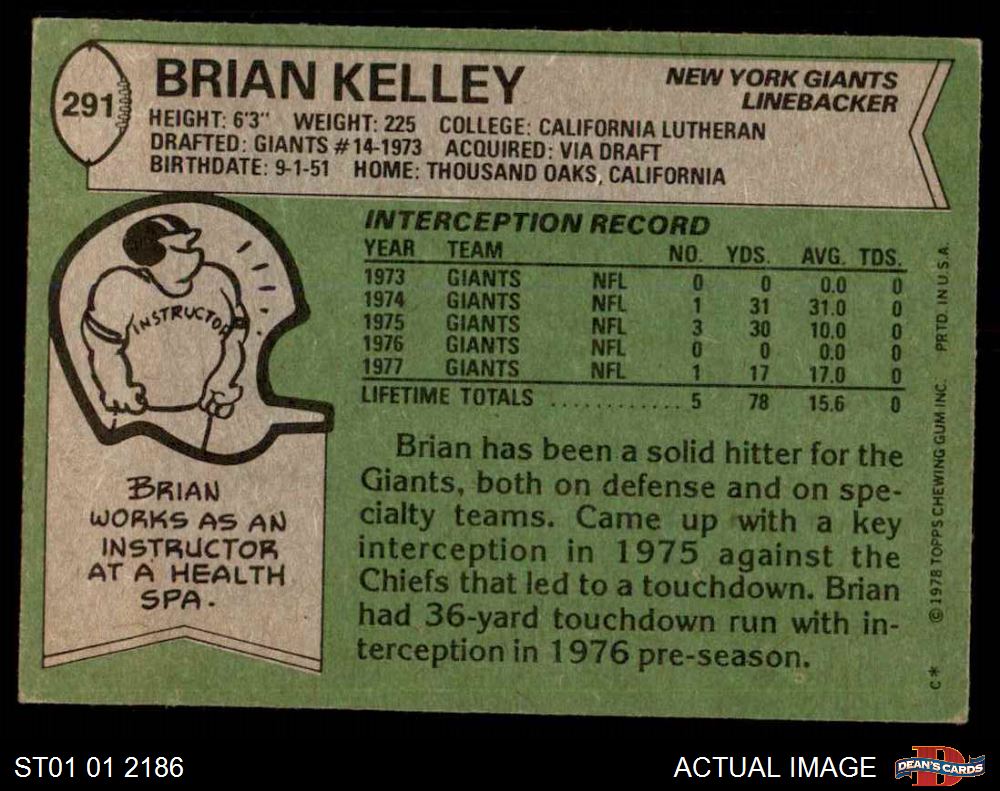 291
BRIAN KELLEY
NEW YORK GIANTS
LINEBACKER
HEIGHT: 6'3" WEIGHT: 225 COLLEGE: CALIFORNIA LUTHERAN
DRAFTED: GIANTS #14-1973 ACQUIRED: VIA DRAFT
BIRTHDATE: 9-1-51 HOME: THOUSAND OAKS, CALIFORNIA
INTERCEPTION RECORD
YEAR TEAM NO. YDS. AVG. TDS.
1973 GIANTS NFL 0 0 0.0 0
1974 GIANTS NFL 1 31 31.0 0
1975 GIANTS NFL 3 30 10.0 0
1976 GIANTS NFL 0 0 0.0 0
1977 GIANTS NFL 1 17 17.0 0
LIFETIME TOTALS ............ 5 78 15.6 0
INSTRUCTOR
BRIAN
WORKS AS AN
INSTRUCTOR
AT A HEALTH
SPA.
Brian has been a solid hitter for the
Giants, both on defense and on spe-
cialty teams. Came up with a key
interception in 1975 against the
Chiefs that led to a touchdown. Brian
had 36-yard touchdown run with in-
terception in 1976 pre-season.
C* © 1978 TOPPS CHEWING GUM INC. PRTD. IN U.S.A.
ST01 01 2186
ACTUAL IMAGE
DEAN'S CARDS